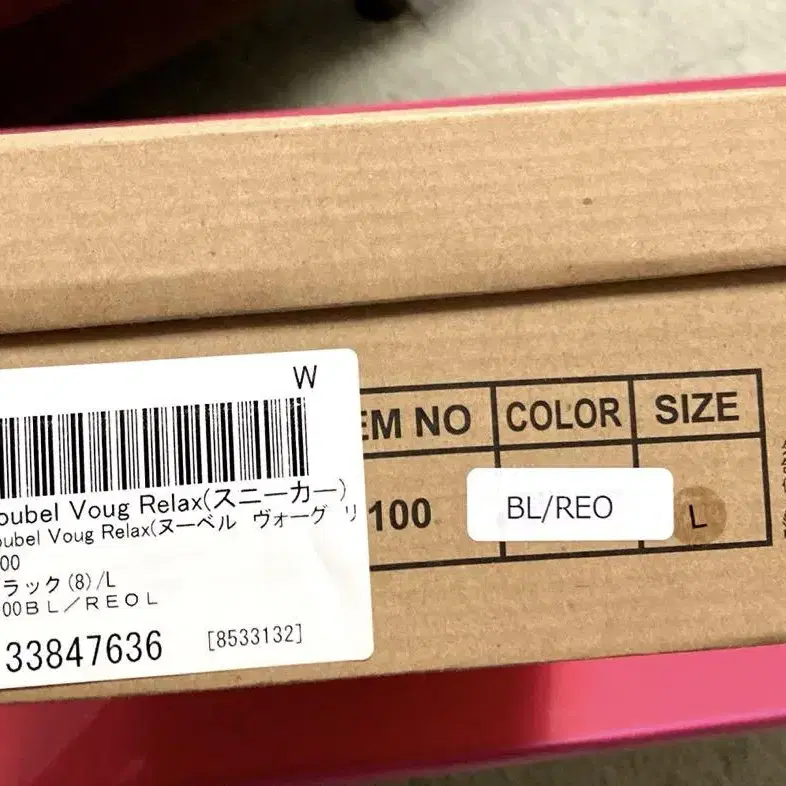 W
oubel Voug Relax(スニーカー)
oubel Voug Relax(ヌーベル ヴォーグ リ
00
ラック(8)/L
00BL/REOL
33847636 [8533132]
EM NO COLOR SIZE
100 BL/REO L